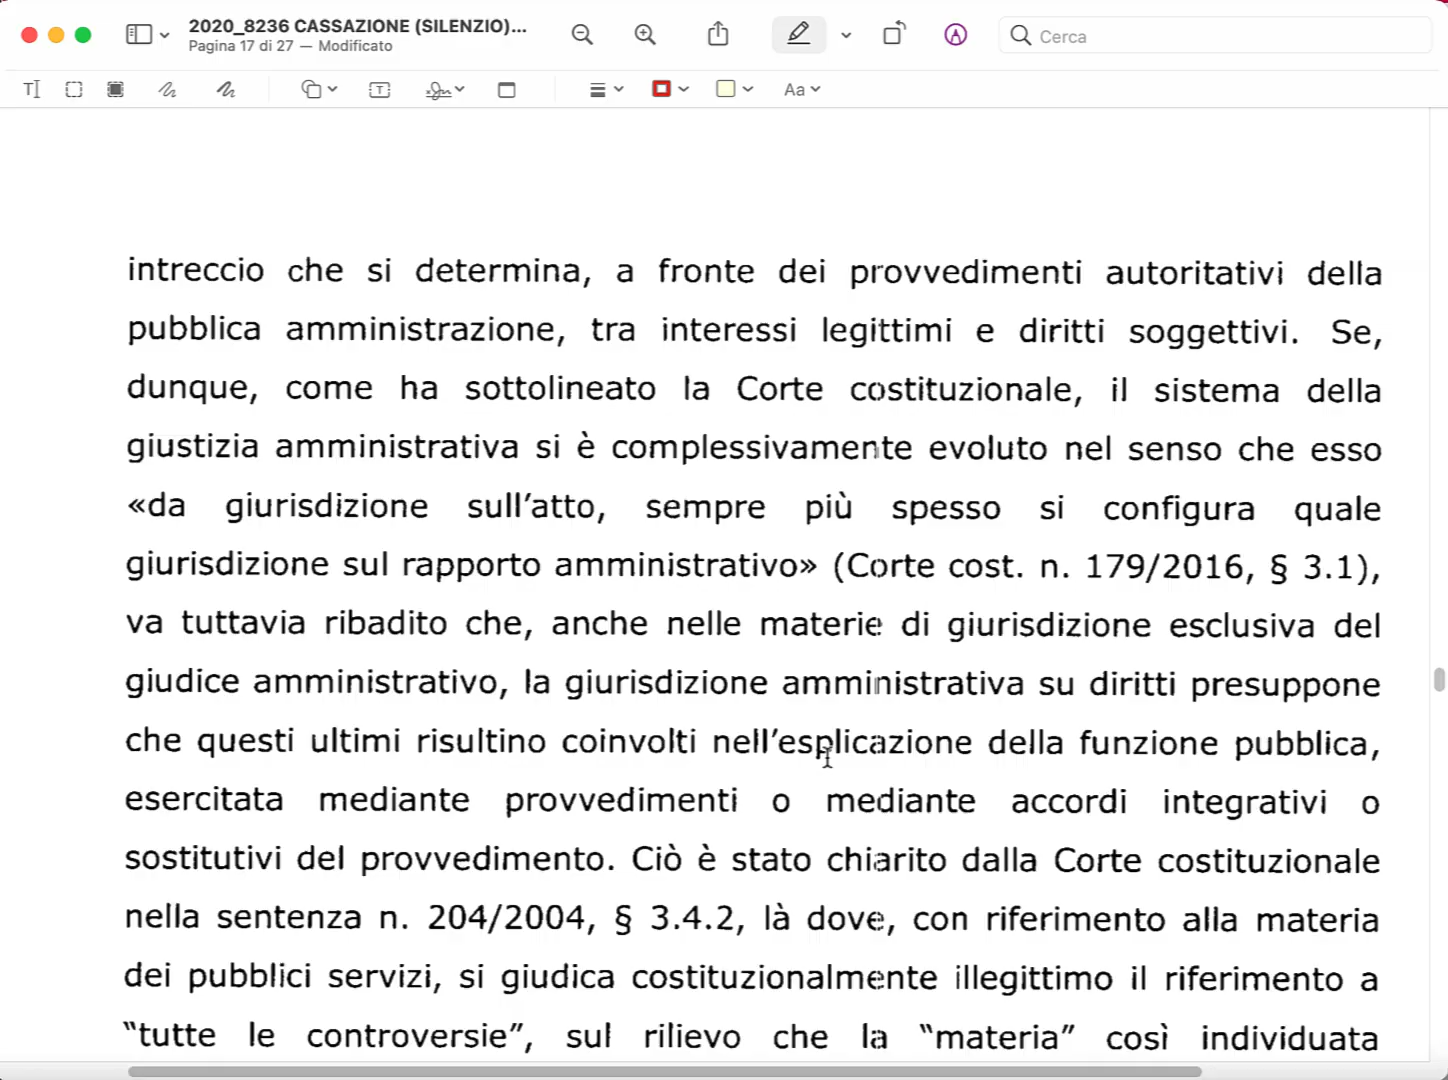 2020_8236 CASSAZIONE (SILENZIO)...
Pagina 17 di 27 — Modificato
Cerca
Aa
intreccio che si determina, a fronte dei provvedimenti autoritativi della
pubblica amministrazione, tra interessi legittimi e diritti soggettivi. Se,
dunque, come ha sottolineato la Corte costituzionale, il sistema della
giustizia amministrativa si è complessivamente evoluto nel senso che esso
«da giurisdizione sull'atto, sempre più spesso si configura quale
giurisdizione sul rapporto amministrativo» (Corte cost. n. 179/2016, § 3.1),
va tuttavia ribadito che, anche nelle materie di giurisdizione esclusiva del
giudice amministrativo, la giurisdizione amministrativa su diritti presuppone
che questi ultimi risultino coinvolti nell'esplicazione della funzione pubblica,
esercitata mediante provvedimenti o mediante accordi integrativi o
sostitutivi del provvedimento. Ciò è stato chiarito dalla Corte costituzionale
nella sentenza n. 204/2004, § 3.4.2, là dove, con riferimento alla materia
dei pubblici servizi, si giudica costituzionalmente illegittimo il riferimento a
"tutte le controversie", sul rilievo che la "materia" così individuata